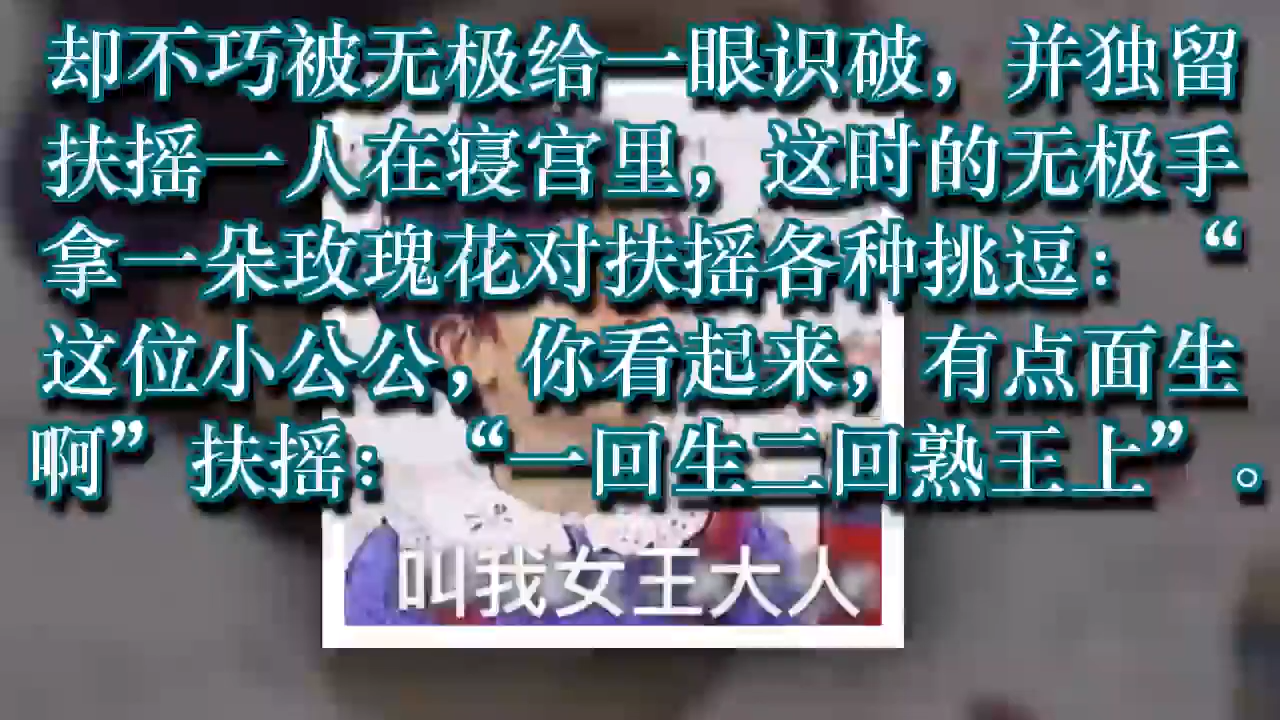 却不巧被无极给一眼识破，并独留
扶摇一人在寝宫里，这时的无极手
拿一朵玫瑰花对扶摇各种挑逗：“
这位小公公，你看起来，有点面生
啊”扶摇：“一回生二回熟王上”。
叫我女王大人